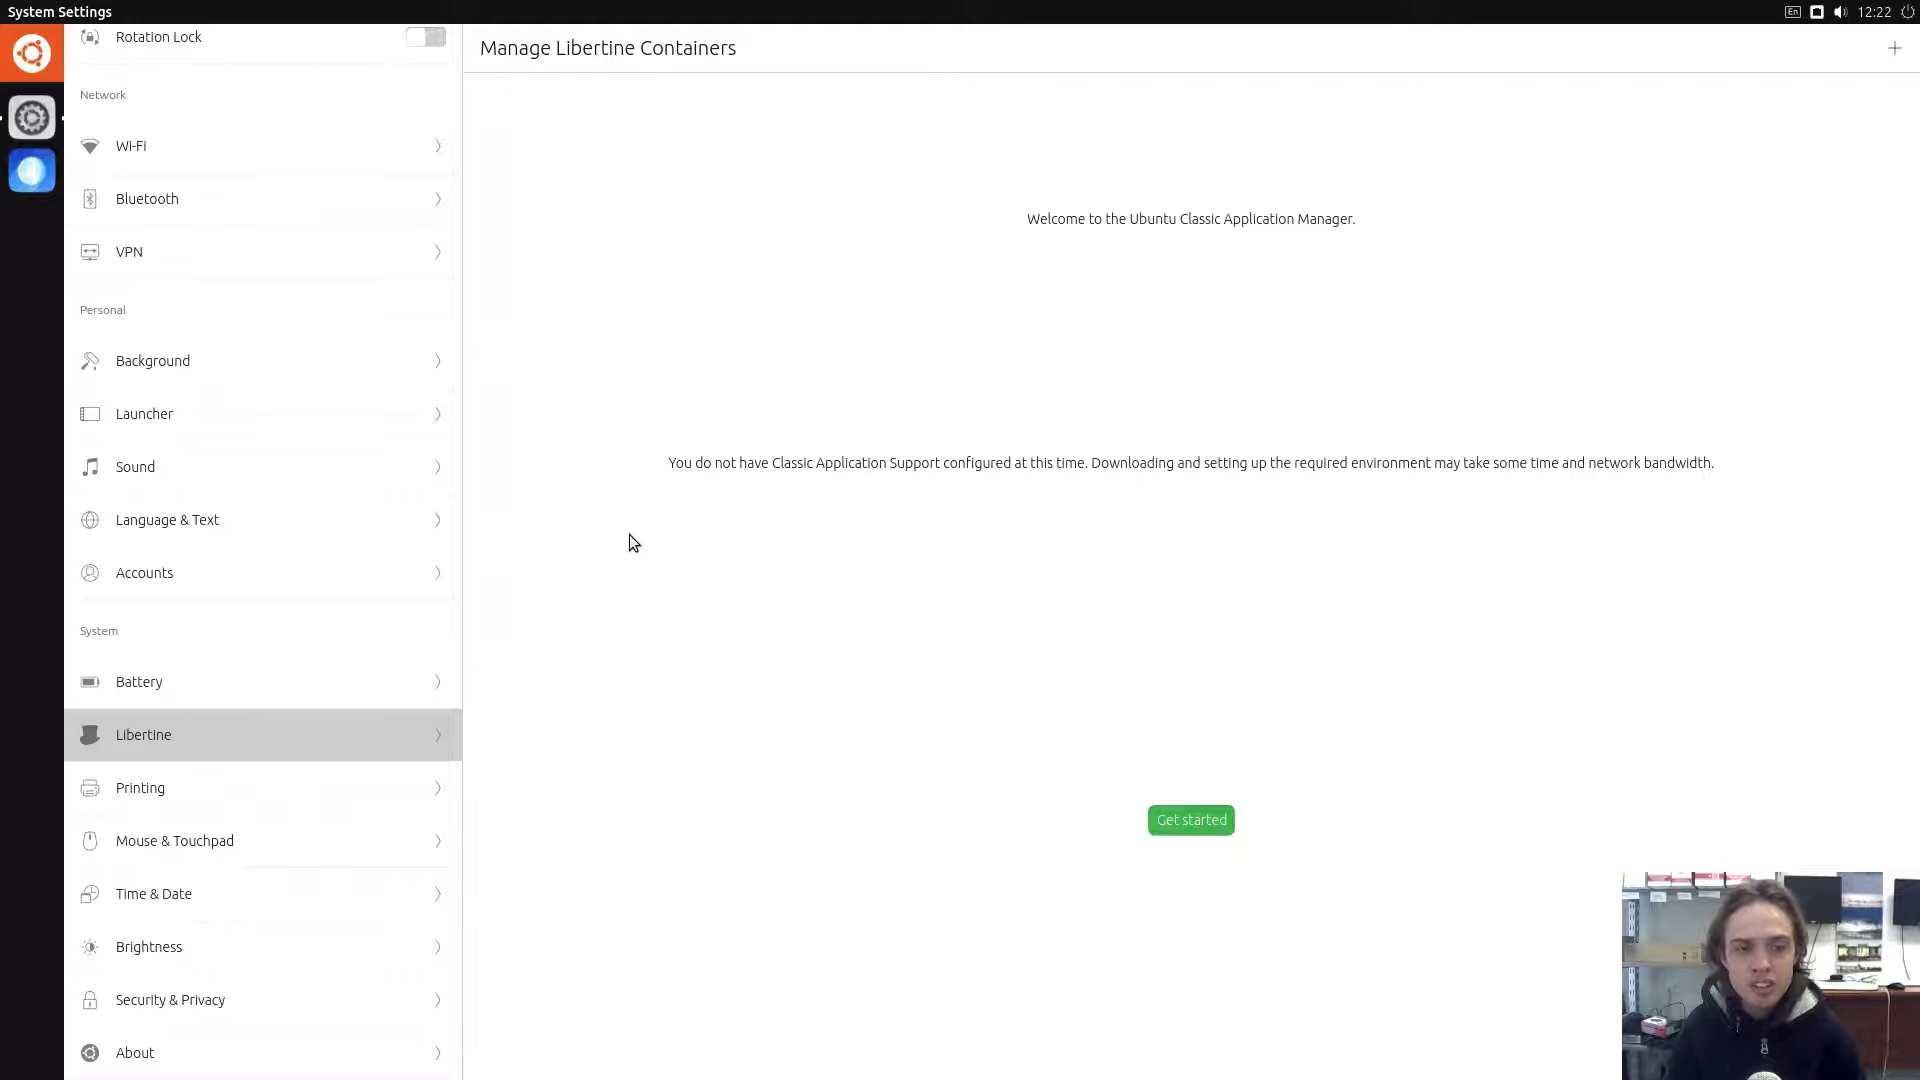 System Settings
En
12:22
Rotation Lock
Network
Wi-Fi
Bluetooth
VPN
Personal
Background
Launcher
Sound
Language & Text
Accounts
System
Battery
Libertine
Printing
Mouse & Touchpad
Time & Date
Brightness
Security & Privacy
About
Manage Libertine Containers
Welcome to the Ubuntu Classic Application Manager.
You do not have Classic Application Support configured at this time. Downloading and setting up the required environment may take some time and network bandwidth.
Get started